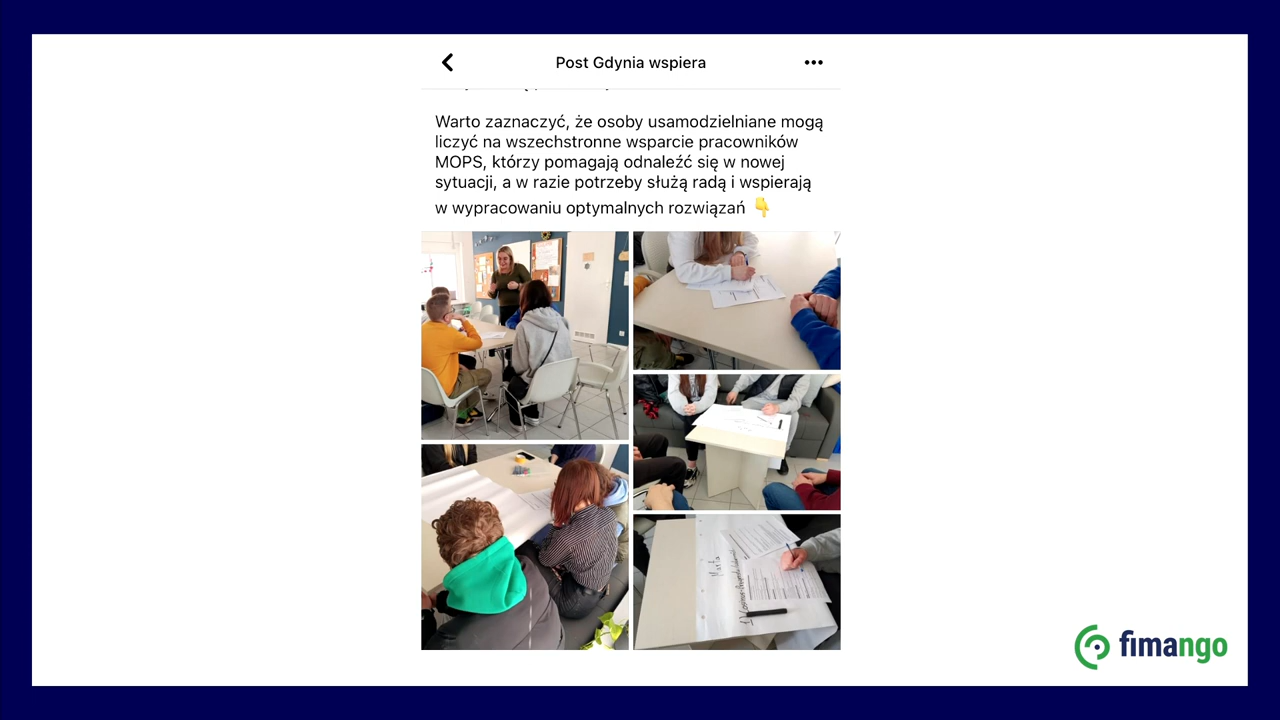 Post Gdynia wspiera
Warto zaznaczyć, że osoby usamodzielniane mogą
liczyć na wszechstronne wsparcie pracowników
MOPS, którzy pomagają odnaleźć się w nowej
sytuacji, a w razie potrzeby służą radą i wspierają
w wypracowaniu optymalnych rozwiązań 👇
fimango